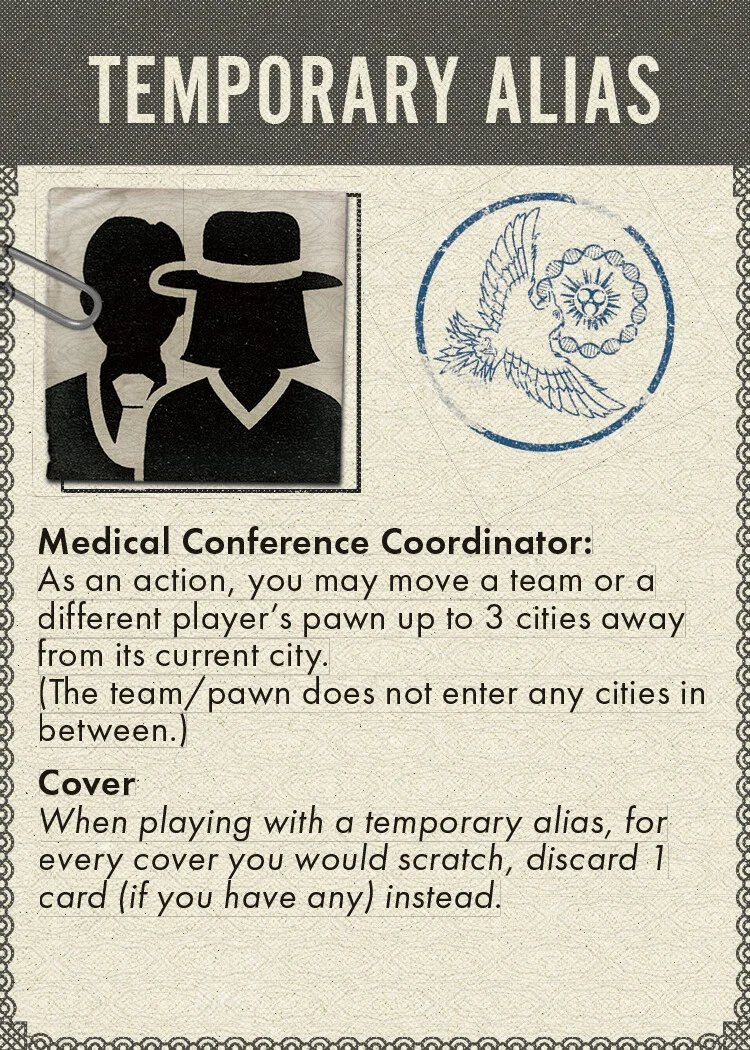 TEMPORARY ALIAS
Medical Conference Coordinator:
As an action, you may move a team or a
different player’s pawn up to 3 cities away
from its current city.
(The team/pawn does not enter any cities in
between.)
Cover
When playing with a temporary alias, for
every cover you would scratch, discard 1
card (if you have any) instead.